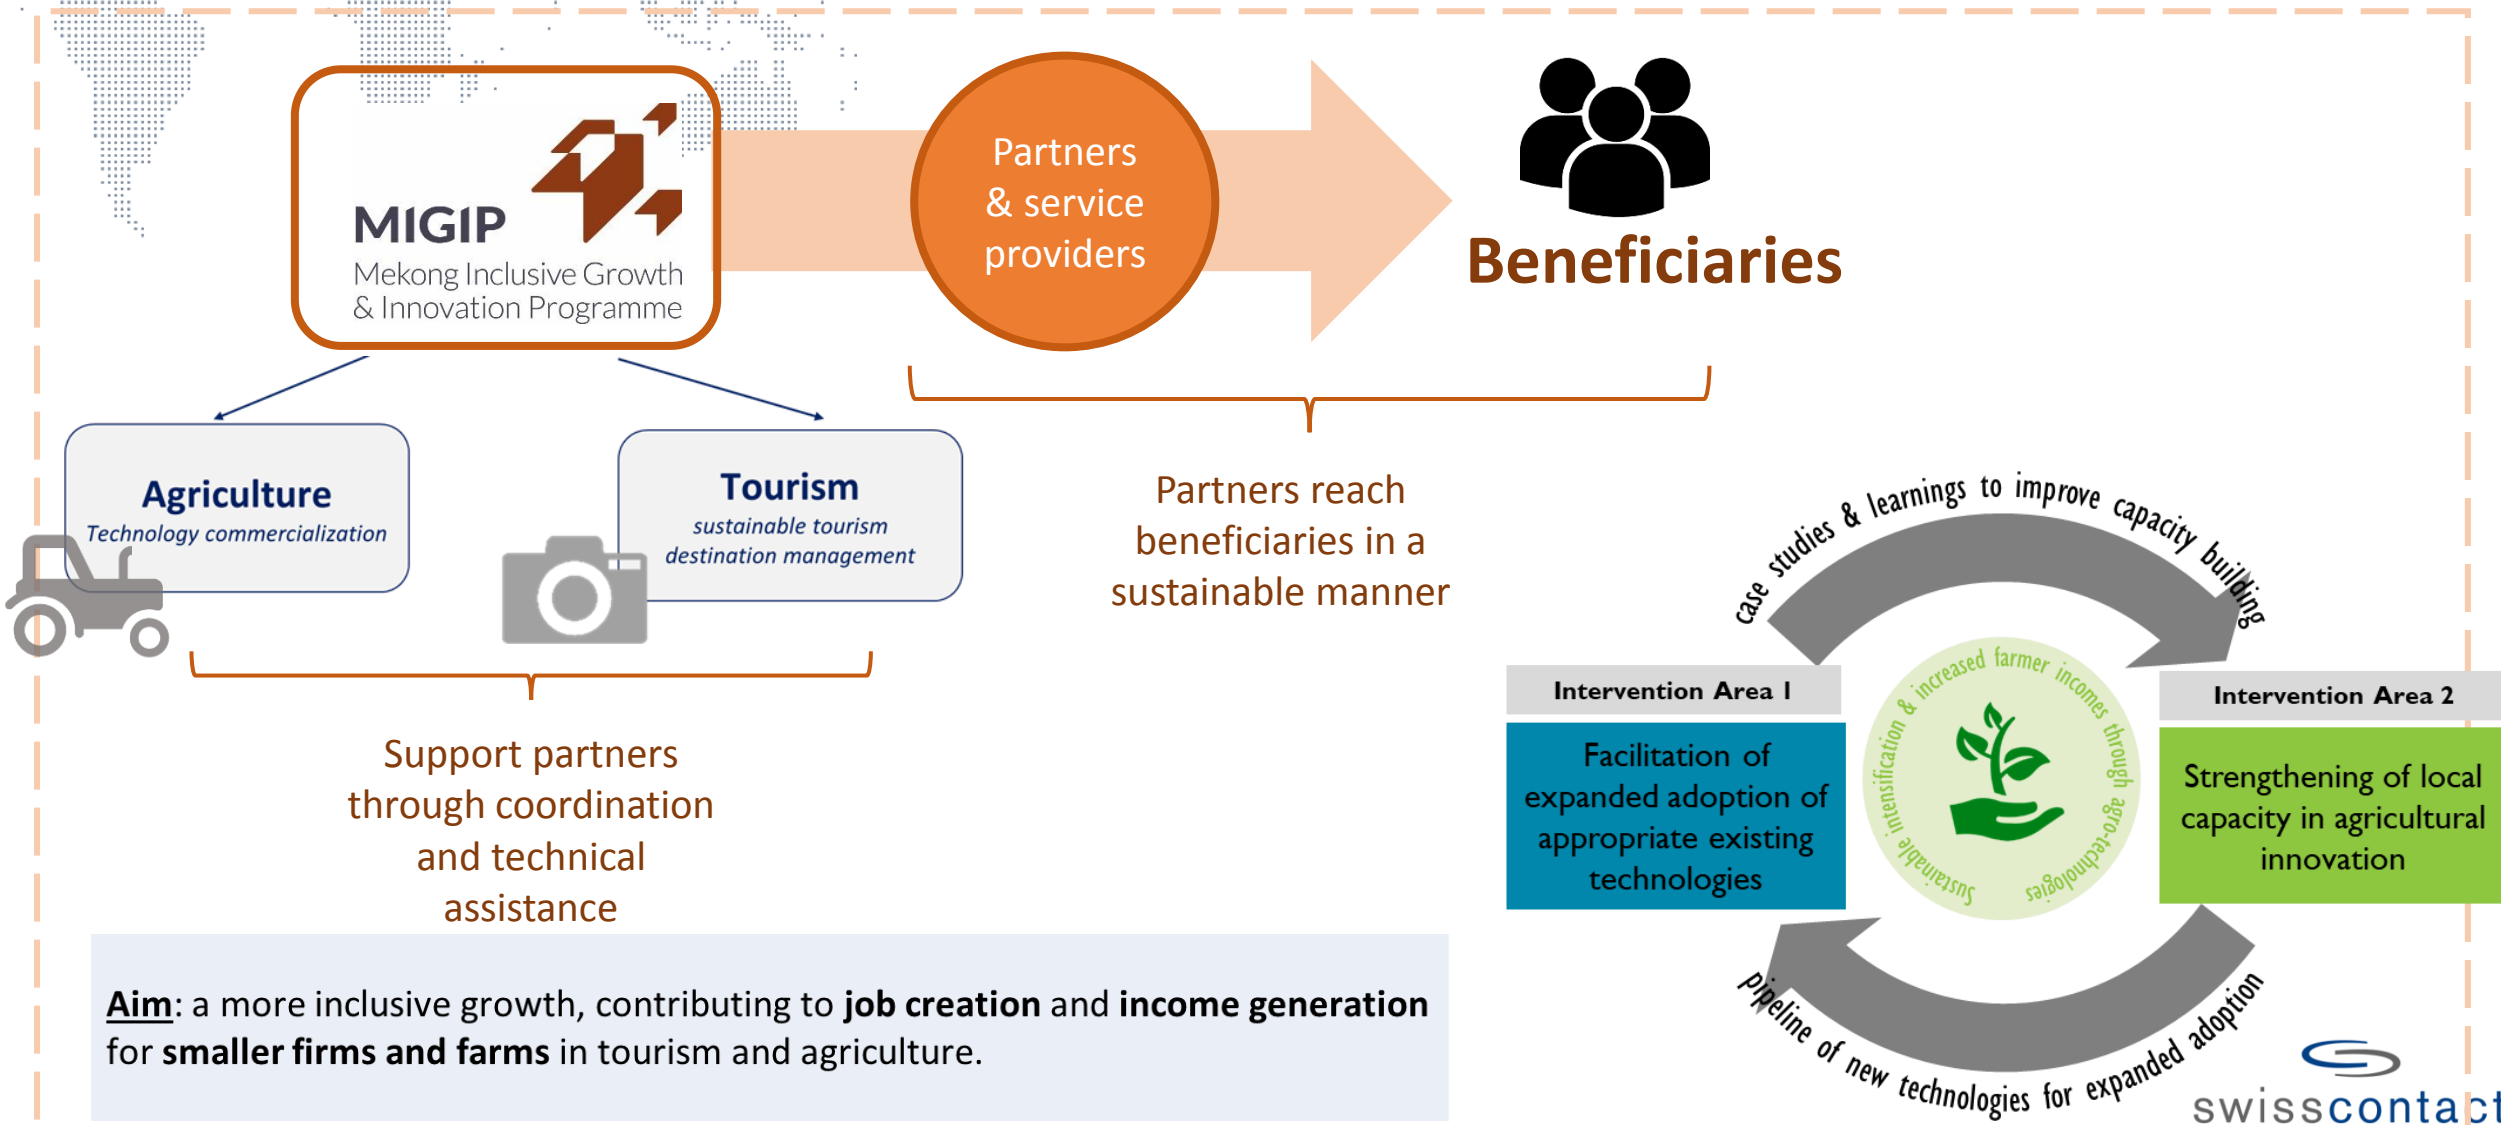 MIGIP
Mekong Inclusive Growth
& Innovation Programme
Partners
& service
providers
Beneficiaries
Agriculture
Technology commercialization
Tourism
sustainable tourism
destination management
Partners reach
beneficiaries in a
sustainable manner
Support partners
through coordination
and technical
assistance
Aim: a more inclusive growth, contributing to job creation and income generation
for smaller firms and farms in tourism and agriculture.
case studies & learnings to improve capacity building
Intervention Area 1
Facilitation of
expanded adoption of
appropriate existing
technologies
Sustainable intensification & increased farmer incomes through agro-technologies
Intervention Area 2
Strengthening of local
capacity in agricultural
innovation
pipeline of new technologies for expanded adoption
swisscontact